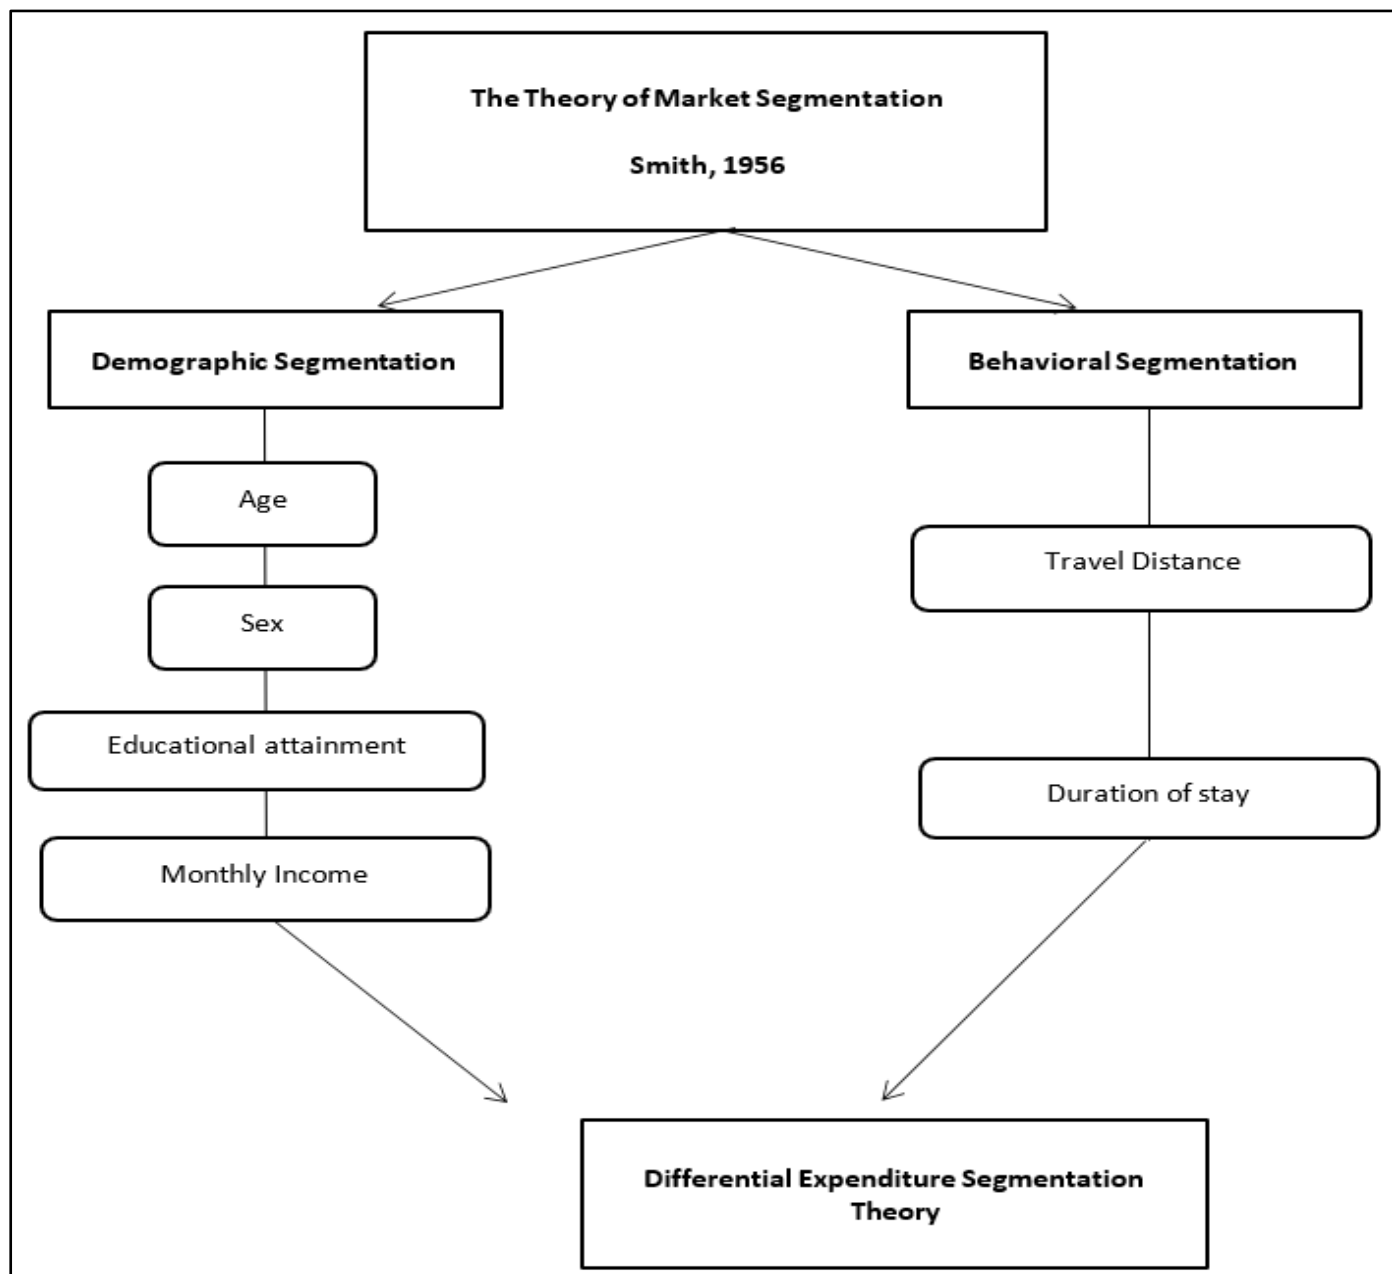 The Theory of Market Segmentation
Smith, 1956
Demographic Segmentation
Behavioral Segmentation
Age
Sex
Educational attainment
Monthly Income
Travel Distance
Duration of stay
Differential Expenditure Segmentation
Theory